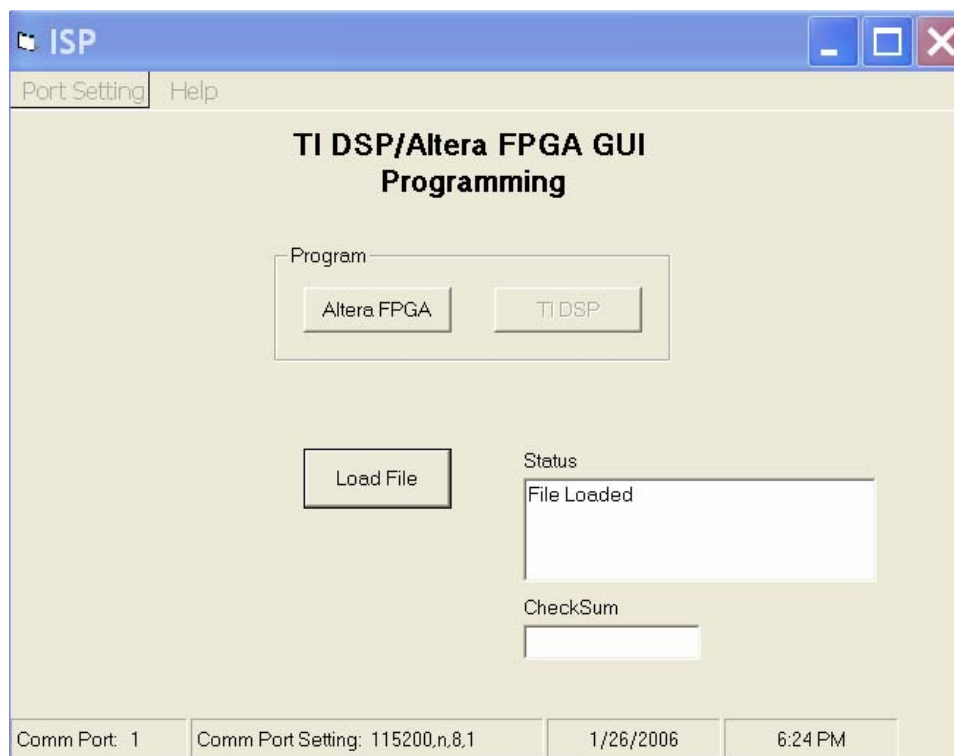 ISP
Port Setting Help
TI DSP/Altera FPGA GUI
Programming
Program
Altera FPGA TI DSP
Load File
Status
File Loaded
CheckSum
Comm Port: 1 Comm Port Setting: 115200,n,8,1 1/26/2006 6:24 PM